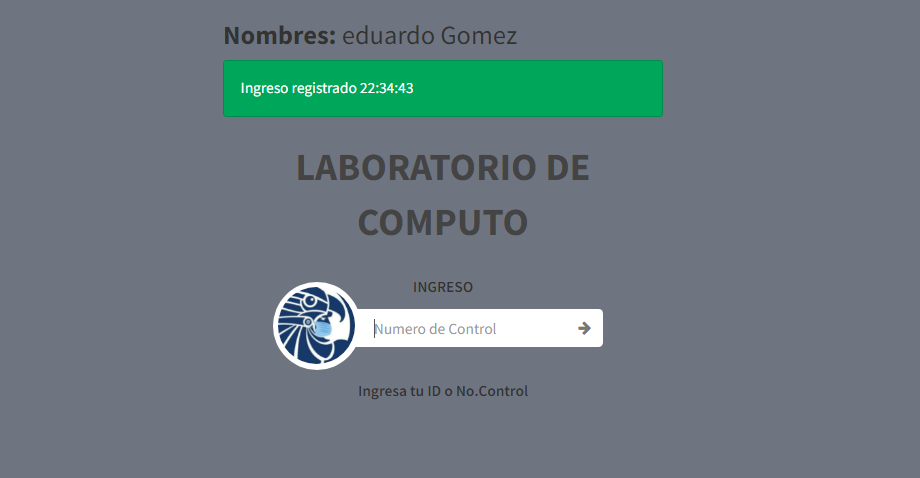 Nombres: eduardo Gomez
Ingreso registrado 22:34:43
LABORATORIO DE
COMPUTO
INGRESO
Numero de Control
Ingresa tu ID o No.Control